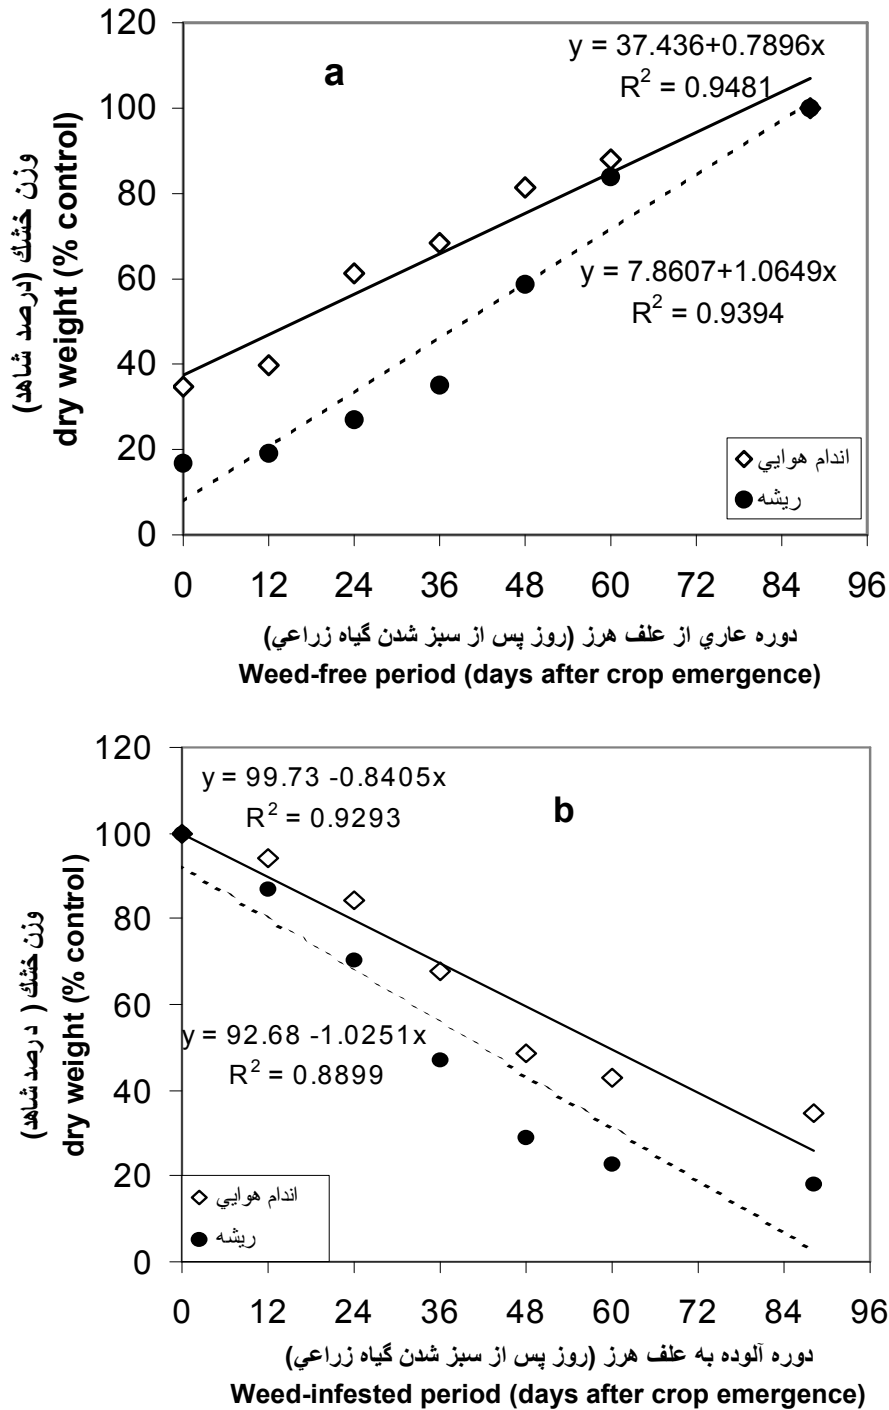 a
y = 37.436+0.7896x
R² = 0.9481
y = 7.8607+1.0649x
R² = 0.9394
وزن خشك (درصد شاهد)
dry weight (% control)
120
100
80
60
40
20
0
اندام هوايي
ريشه
0 12 24 36 48 60 72 84 96
دوره عاري از علف هرز (روز پس از سبز شدن گياه زراعي)
Weed-free period (days after crop emergence)
b
y = 99.73 -0.8405x
R² = 0.9293
y = 92.68 -1.0251x
R² = 0.8899
وزن خشك ( درصد شاهد)
dry weight (% control)
120
100
80
60
40
20
0
اندام هوايي
ريشه
0 12 24 36 48 60 72 84 96
دوره آلوده به علف هرز (روز پس از سبز شدن گياه زراعي)
Weed-infested period (days after crop emergence)